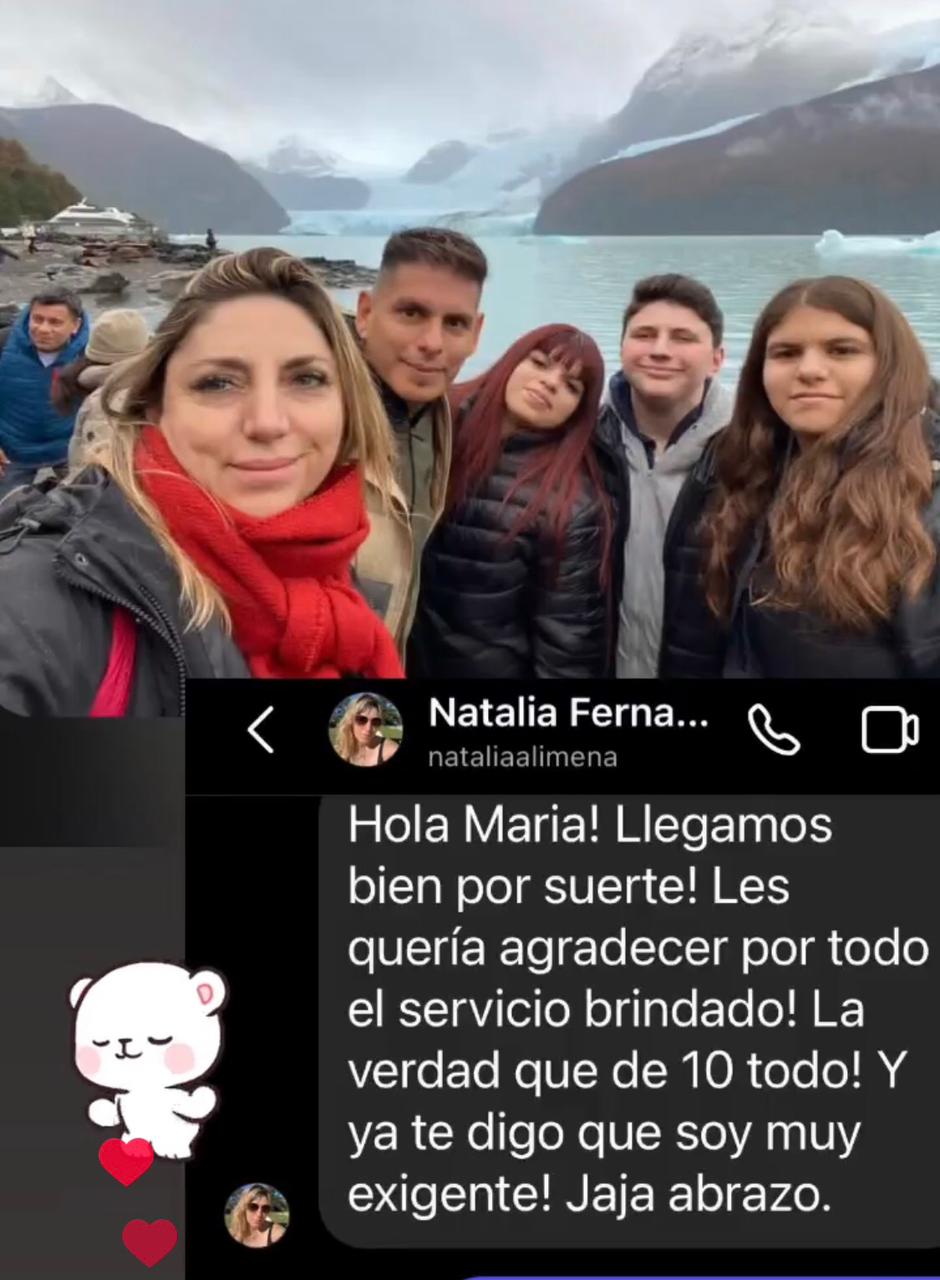 Natalia Ferna...
nataliaalimena
Hola Maria! Llegamos
bien por suerte! Les
quería agradecer por todo
el servicio brindado! La
verdad que de 10 todo! Y
ya te digo que soy muy
exigente! Jaja abrazo.